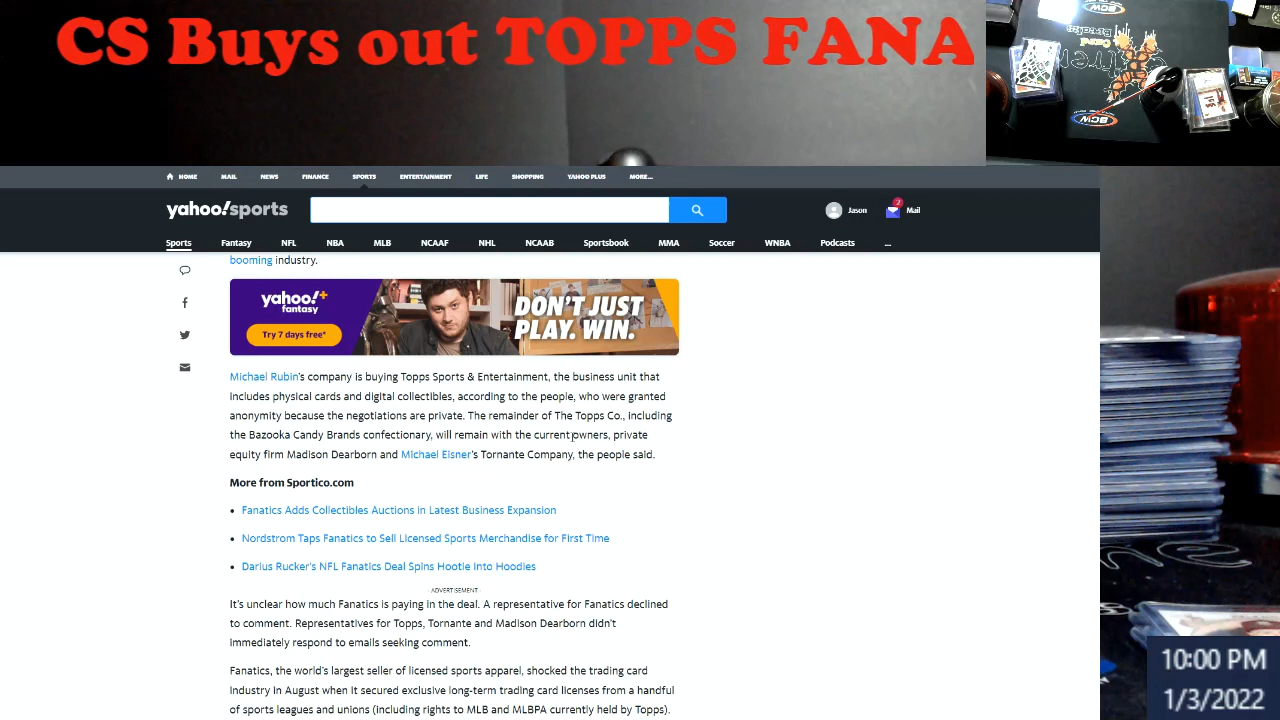 CS Buys out TOPPS FANA
BCW
Card Breaks
BCW
HOME MAIL NEWS FINANCE SPORTS ENTERTAINMENT LIFE SHOPPING YAHOO PLUS MORE...
yahoo!sports
Jason
2
Mail
Sports Fantasy NFL NBA MLB NCAAF NHL NCAAB Sportsbook MMA Soccer WNBA Podcasts ...
booming industry.
yahoo!+
fantasy
Try 7 days free*
DON'T JUST
PLAY. WIN.
Michael Rubin's company is buying Topps Sports & Entertainment, the business unit that
includes physical cards and digital collectibles, according to the people, who were granted
anonymity because the negotiations are private. The remainder of The Topps Co., including
the Bazooka Candy Brands confectionary, will remain with the current owners, private
equity firm Madison Dearborn and Michael Eisner's Tornante Company, the people said.
More from Sportico.com
• Fanatics Adds Collectibles Auctions in Latest Business Expansion
• Nordstrom Taps Fanatics to Sell Licensed Sports Merchandise for First Time
• Darius Rucker's NFL Fanatics Deal Spins Hootie Into Hoodies
- ADVERTISEMENT -
It's unclear how much Fanatics is paying in the deal. A representative for Fanatics declined
to comment. Representatives for Topps, Tornante and Madison Dearborn didn't
immediately respond to emails seeking comment.
Fanatics, the world's largest seller of licensed sports apparel, shocked the trading card
industry in August when it secured exclusive long-term trading card licenses from a handful
of sports leagues and unions (including rights to MLB and MLBPA currently held by Topps).
10:00 PM
1/3/2022